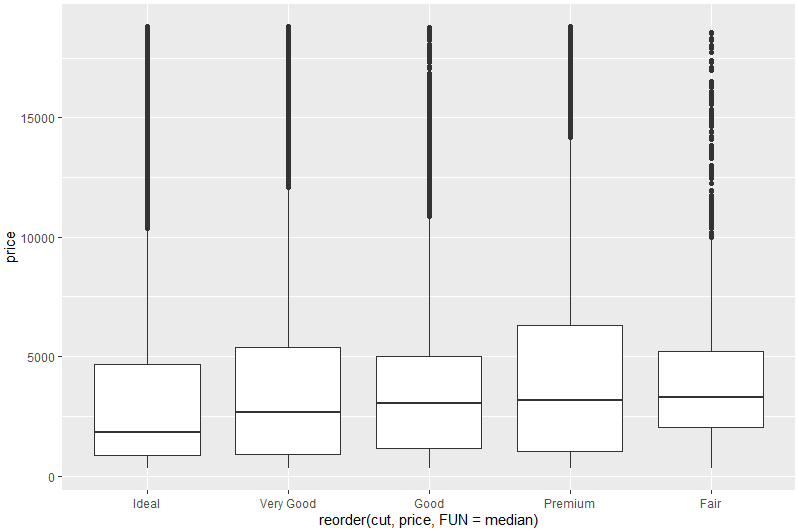 15000
10000
5000
0
price
Ideal Very Good Good Premium Fair
reorder(cut, price, FUN = median)